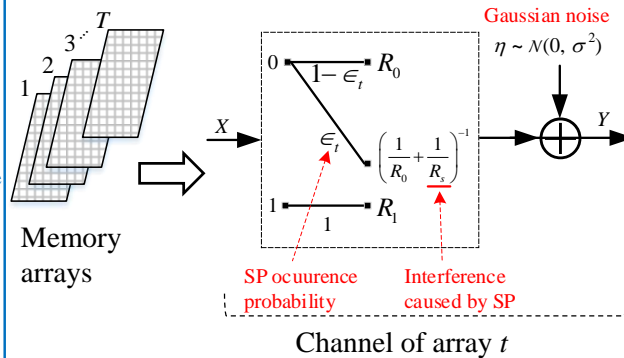 1
2
3
...
T
Memory
arrays
X
0
1 − ∈t
R0
∈t
(1/R0 + 1/Rs)^−1
1
1
R1
SP ocuurence
probability
Interference
caused by SP
Gaussian noise
η ~ N(0, σ²)
Y
Channel of array t